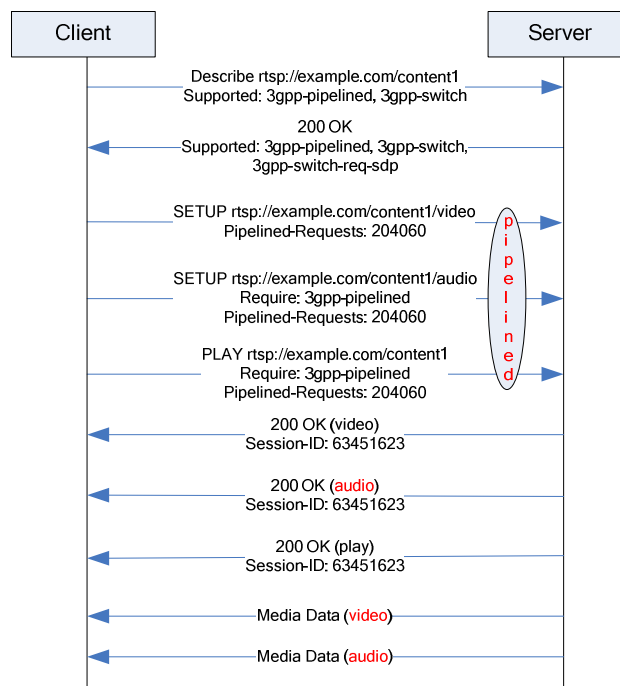 Client
Server
Describe rtsp://example.com/content1
Supported: 3gpp-pipelined, 3gpp-switch
200 OK
Supported: 3gpp-pipelined, 3gpp-switch,
3gpp-switch-req-sdp
SETUP rtsp://example.com/content1/video
Pipelined-Requests: 204060
SETUP rtsp://example.com/content1/audio
Require: 3gpp-pipelined
Pipelined-Requests: 204060
PLAY rtsp://example.com/content1
Require: 3gpp-pipelined
Pipelined-Requests: 204060
pipelined
200 OK (video)
Session-ID: 63451623
200 OK (audio)
Session-ID: 63451623
200 OK (play)
Session-ID: 63451623
Media Data (video)
Media Data (audio)